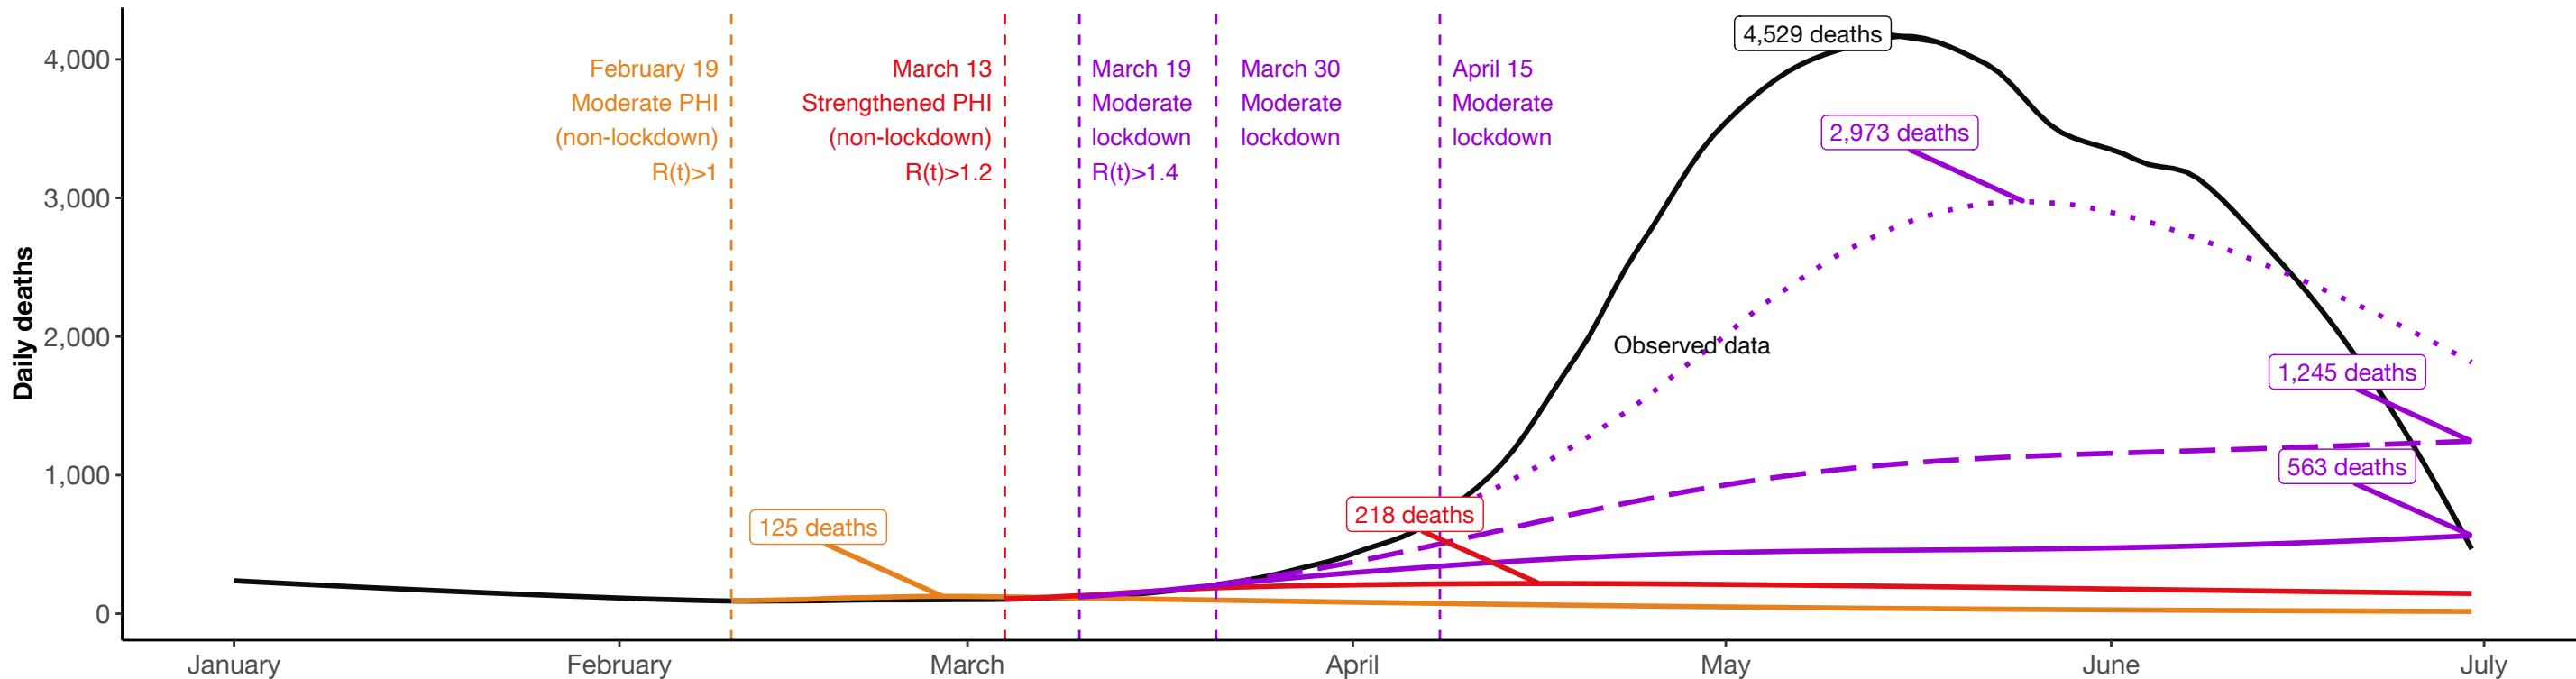 Daily deaths
4,000
3,000
2,000
1,000
0
February 19
Moderate PHI
(non-lockdown)
R(t)>1
March 13
Strengthened PHI
(non-lockdown)
R(t)>1.2
March 19
Moderate
lockdown
R(t)>1.4
March 30
Moderate
lockdown
April 15
Moderate
lockdown
4,529 deaths
2,973 deaths
Observed data
1,245 deaths
563 deaths
218 deaths
125 deaths
January
February
March
April
May
June
July